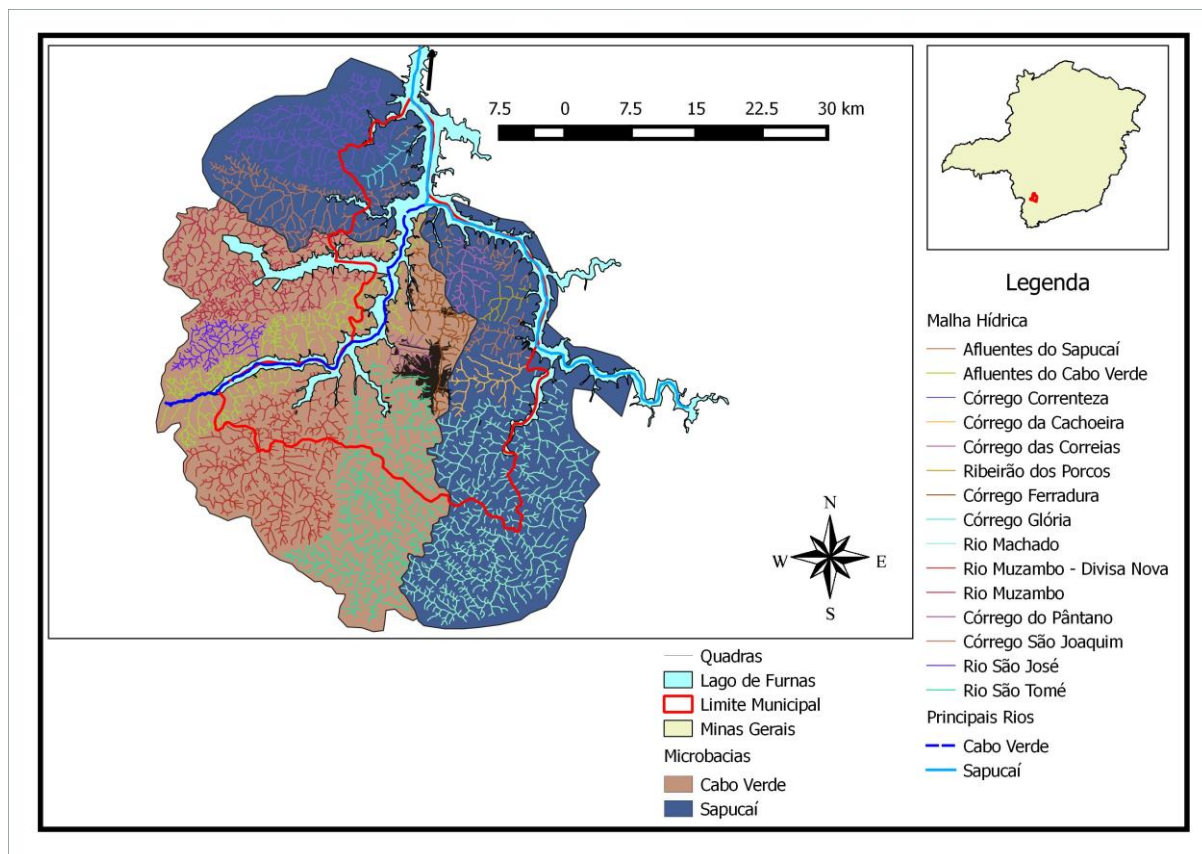 7.5 0 7.5 15 22.5 30 km
N
W E
S
Legenda
Malha Hídrica
Afluentes do Sapucaí
Afluentes do Cabo Verde
Córrego Correnteza
Córrego da Cachoeira
Córrego das Correias
Ribeirão dos Porcos
Córrego Ferradura
Córrego Glória
Rio Machado
Rio Muzambo - Divisa Nova
Rio Muzambo
Córrego do Pântano
Córrego São Joaquim
Rio São José
Rio São Tomé
Principais Rios
Cabo Verde
Sapucaí
Quadras
Lago de Furnas
Limite Municipal
Minas Gerais
Microbacias
Cabo Verde
Sapucaí